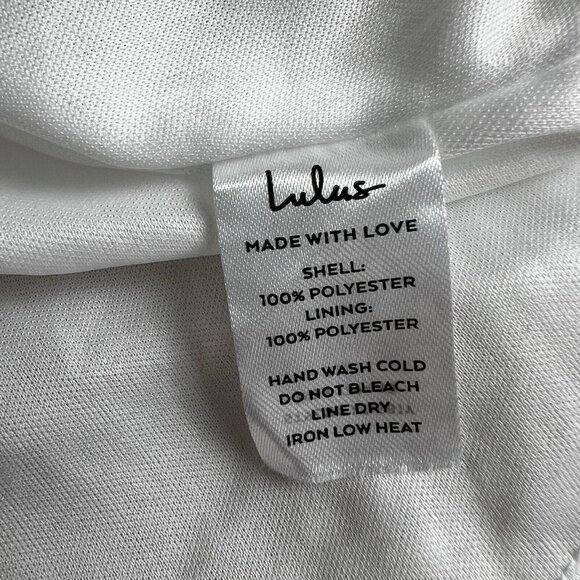 Lulus
MADE WITH LOVE
SHELL:
100% POLYESTER
LINING:
100% POLYESTER
HAND WASH COLD
DO NOT BLEACH
LINE DRY
IRON LOW HEAT